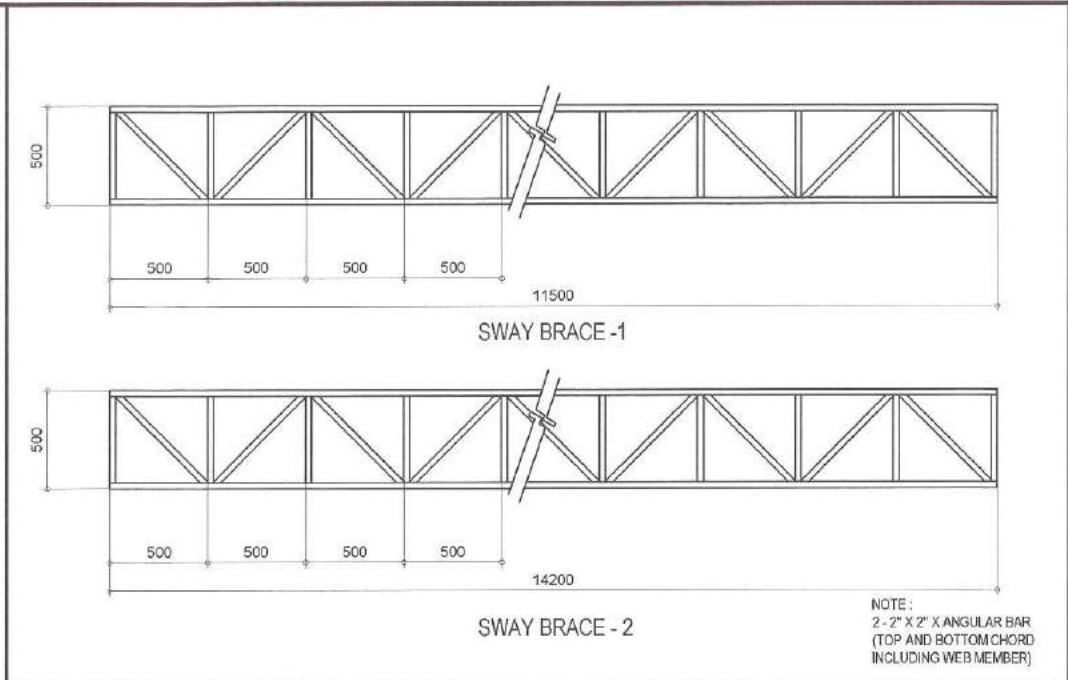 500
500 500 500 500
11500
SWAY BRACE -1
500
500 500 500 500
14200
SWAY BRACE - 2
NOTE :
2 - 2" X 2" X ANGULAR BAR
(TOP AND BOTTOM CHORD
INCLUDING WEB MEMBER)